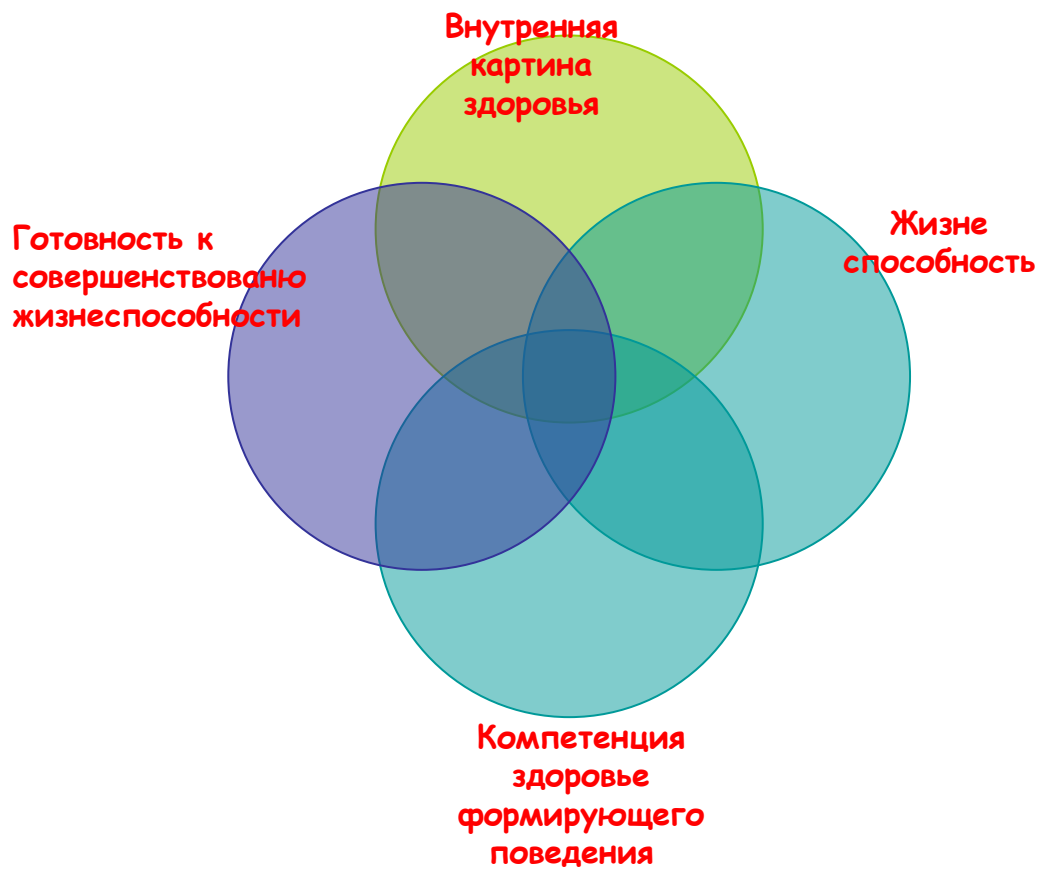 Внутренняя
картина
здоровья
Готовность к
совершенствованю
жизнеспособности
Жизне
способность
Компетенция
здоровье
формирующего
поведения